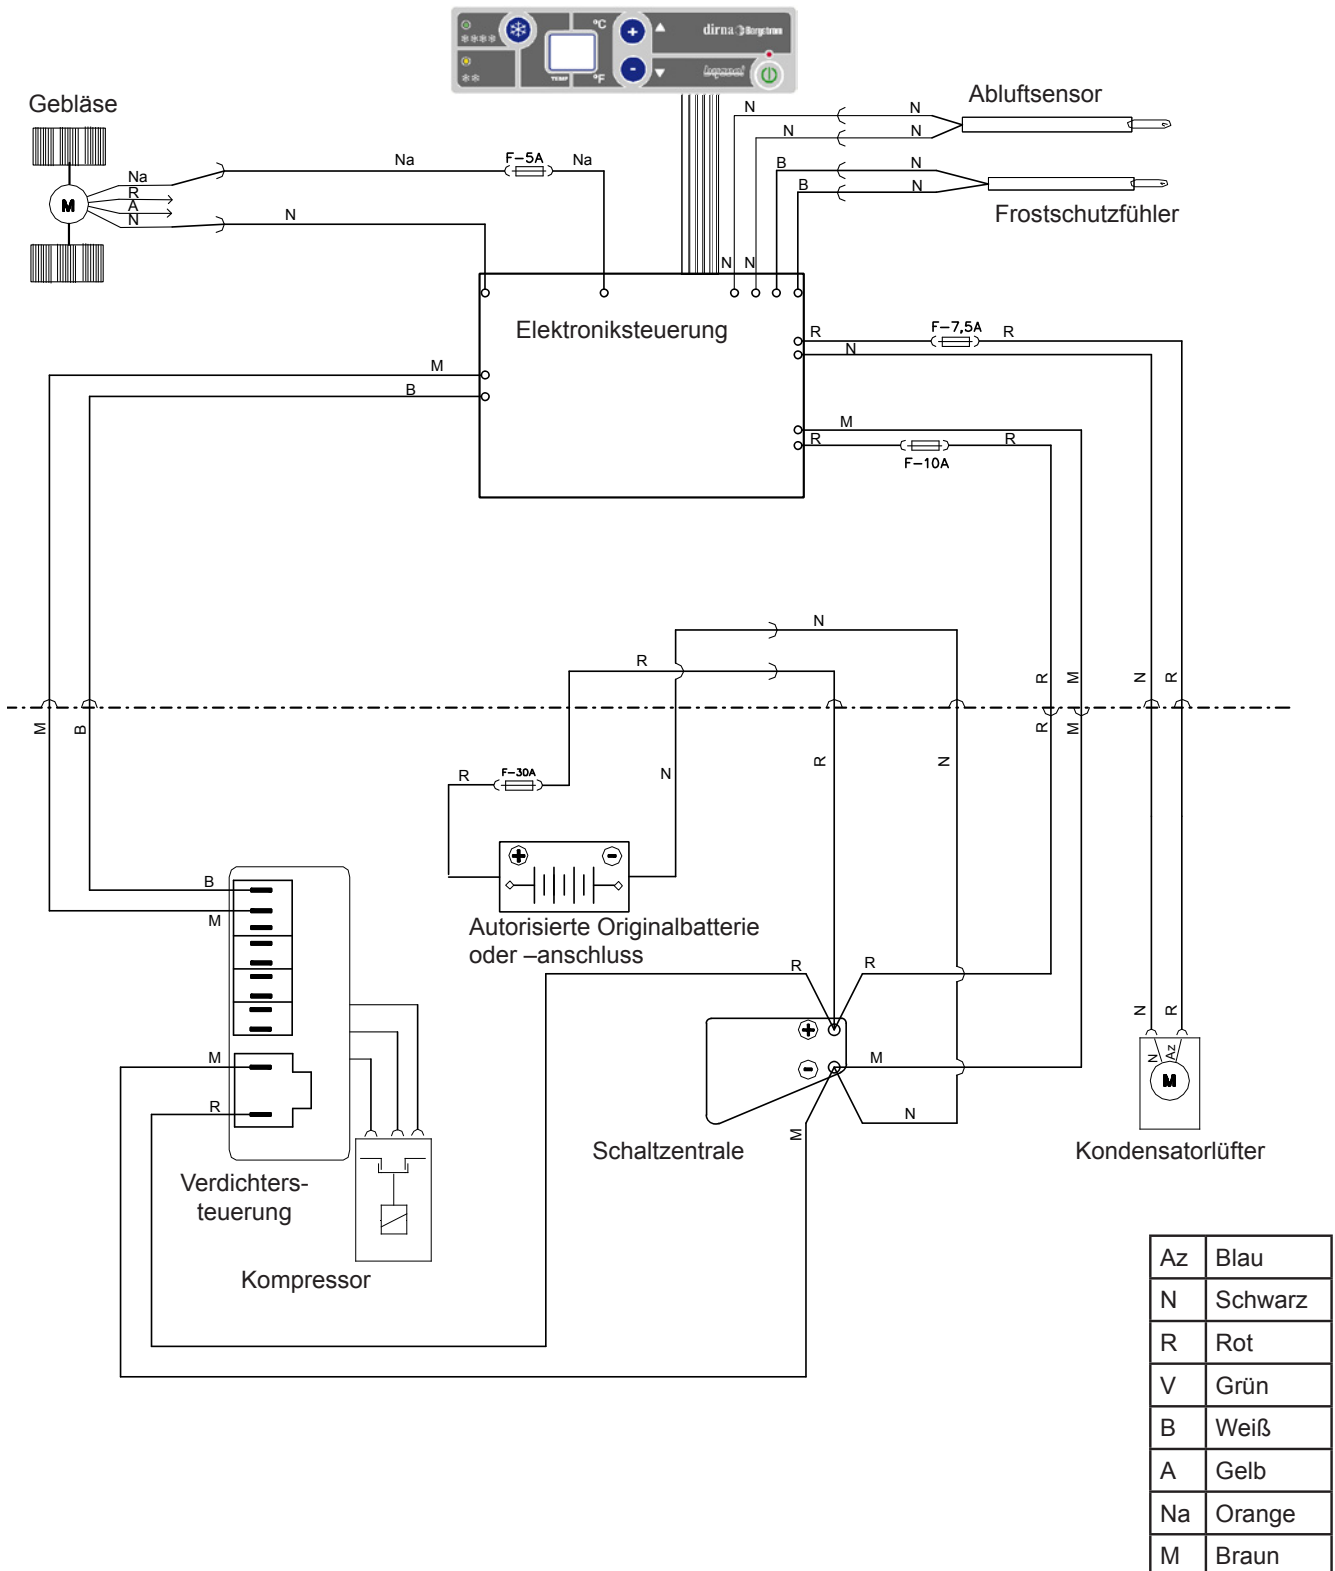 °C
+
dirna Bergstrom
TEMP
°F
-
Gebläse
Abluftsensor
N
N
N
N
Na
Na
F-5A
Na
R
A
N
M
N
B
N
B
N
Frostschutzfühler
N
N
Elektroniksteuerung
R
F-7,5A
R
N
M
B
M
R
F-10A
R
N
R
R
M
N
R
M
B
R
F-30A
N
R
N
R
M
+
-
Autorisierte Originalbatterie
oder –anschluss
B
M
R
R
M
R
+
-
M
N
M
N
R
N
Az
M
Schaltzentrale
Kondensatorlüfter
Verdichters-
teuerung
Kompressor
Az Blau
N Schwarz
R Rot
V Grün
B Weiß
A Gelb
Na Orange
M Braun